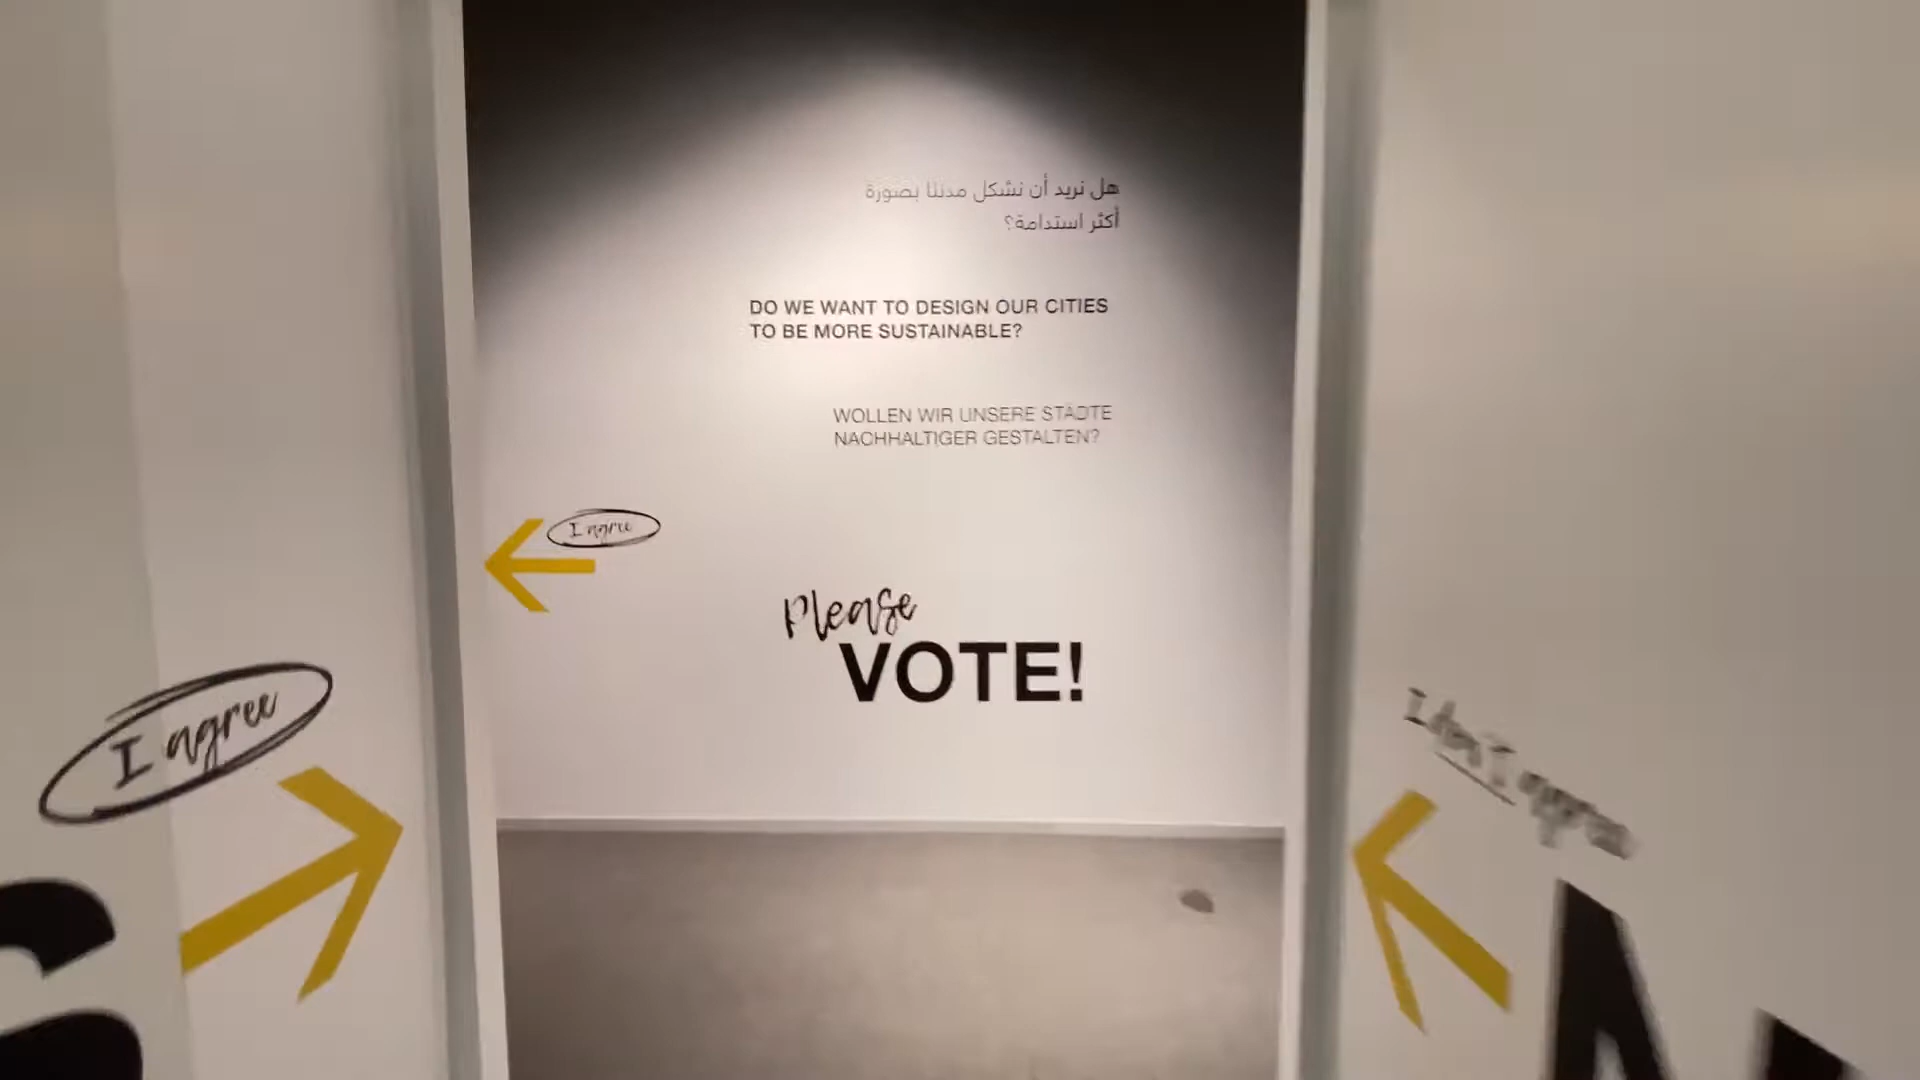 هل نريد أن نشكل مدننا بصورة
أكثر استدامة؟
DO WE WANT TO DESIGN OUR CITIES
TO BE MORE SUSTAINABLE?
WOLLEN WIR UNSERE STÄDTE
NACHHALTIGER GESTALTEN?
I agree
Please
VOTE!
I agree
I don't agree